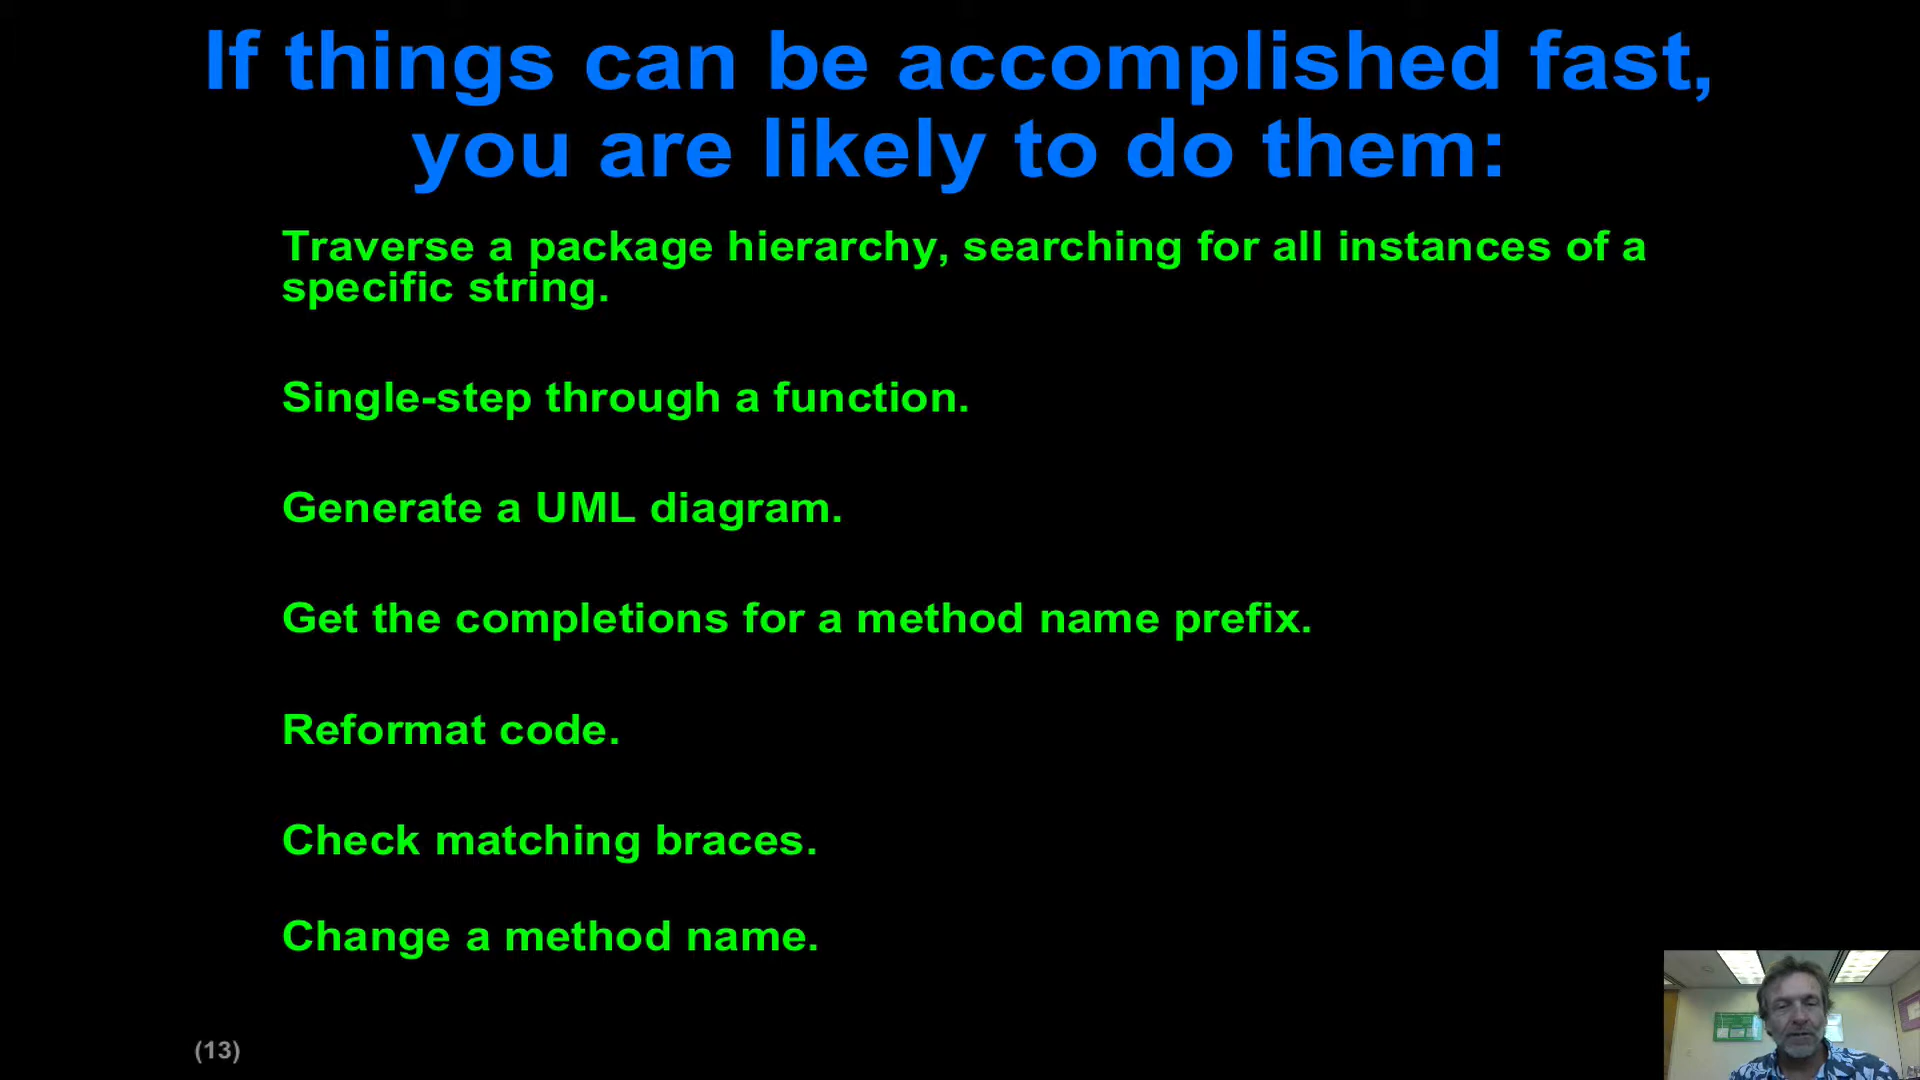 If things can be accomplished fast,
you are likely to do them:
Traverse a package hierarchy, searching for all instances of a
specific string.
Single-step through a function.
Generate a UML diagram.
Get the completions for a method name prefix.
Reformat code.
Check matching braces.
Change a method name.
(13)